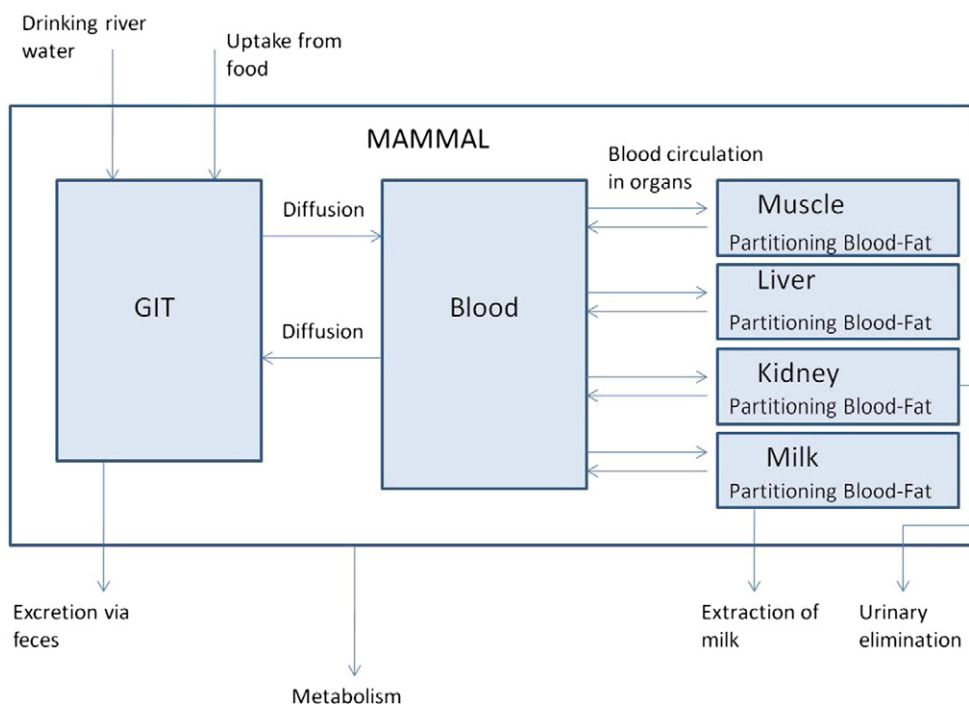 Drinking river
water
Uptake from
food
MAMMAL
Blood circulation
in organs
GIT
Diffusion
Diffusion
Blood
Muscle
Partitioning Blood-Fat
Liver
Partitioning Blood-Fat
Kidney
Partitioning Blood-Fat
Milk
Partitioning Blood-Fat
Excretion via
feces
Metabolism
Extraction of
milk
Urinary
elimination